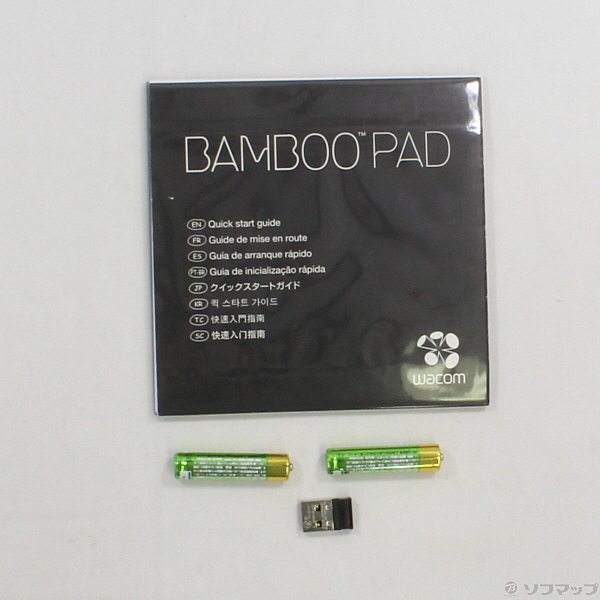 BAMBOO™ PAD
EN Quick start guide
FR Guide de mise en route
ES Guía de arranque rápido
PT-BR Guia de inicialização rápida
JP クイックスタートガイド
KR 퀵 스타트 가이드
TC 快速入門指南
SC 快速入门指南
wacom
ソフマップ